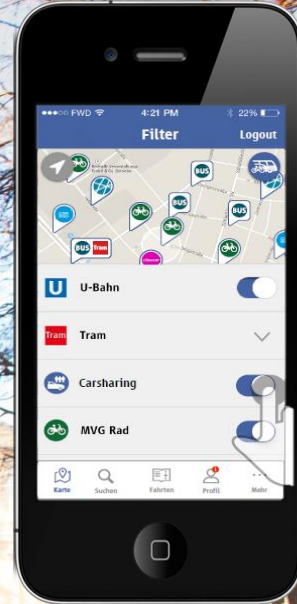 FWD 4:21 PM 22%
Filter Logout
BUS
BUS
BUS
BUS Tram
U U-Bahn
Tram Tram
Carsharing
MVG Rad
Karte Suchen Fahrten Profil Mehr